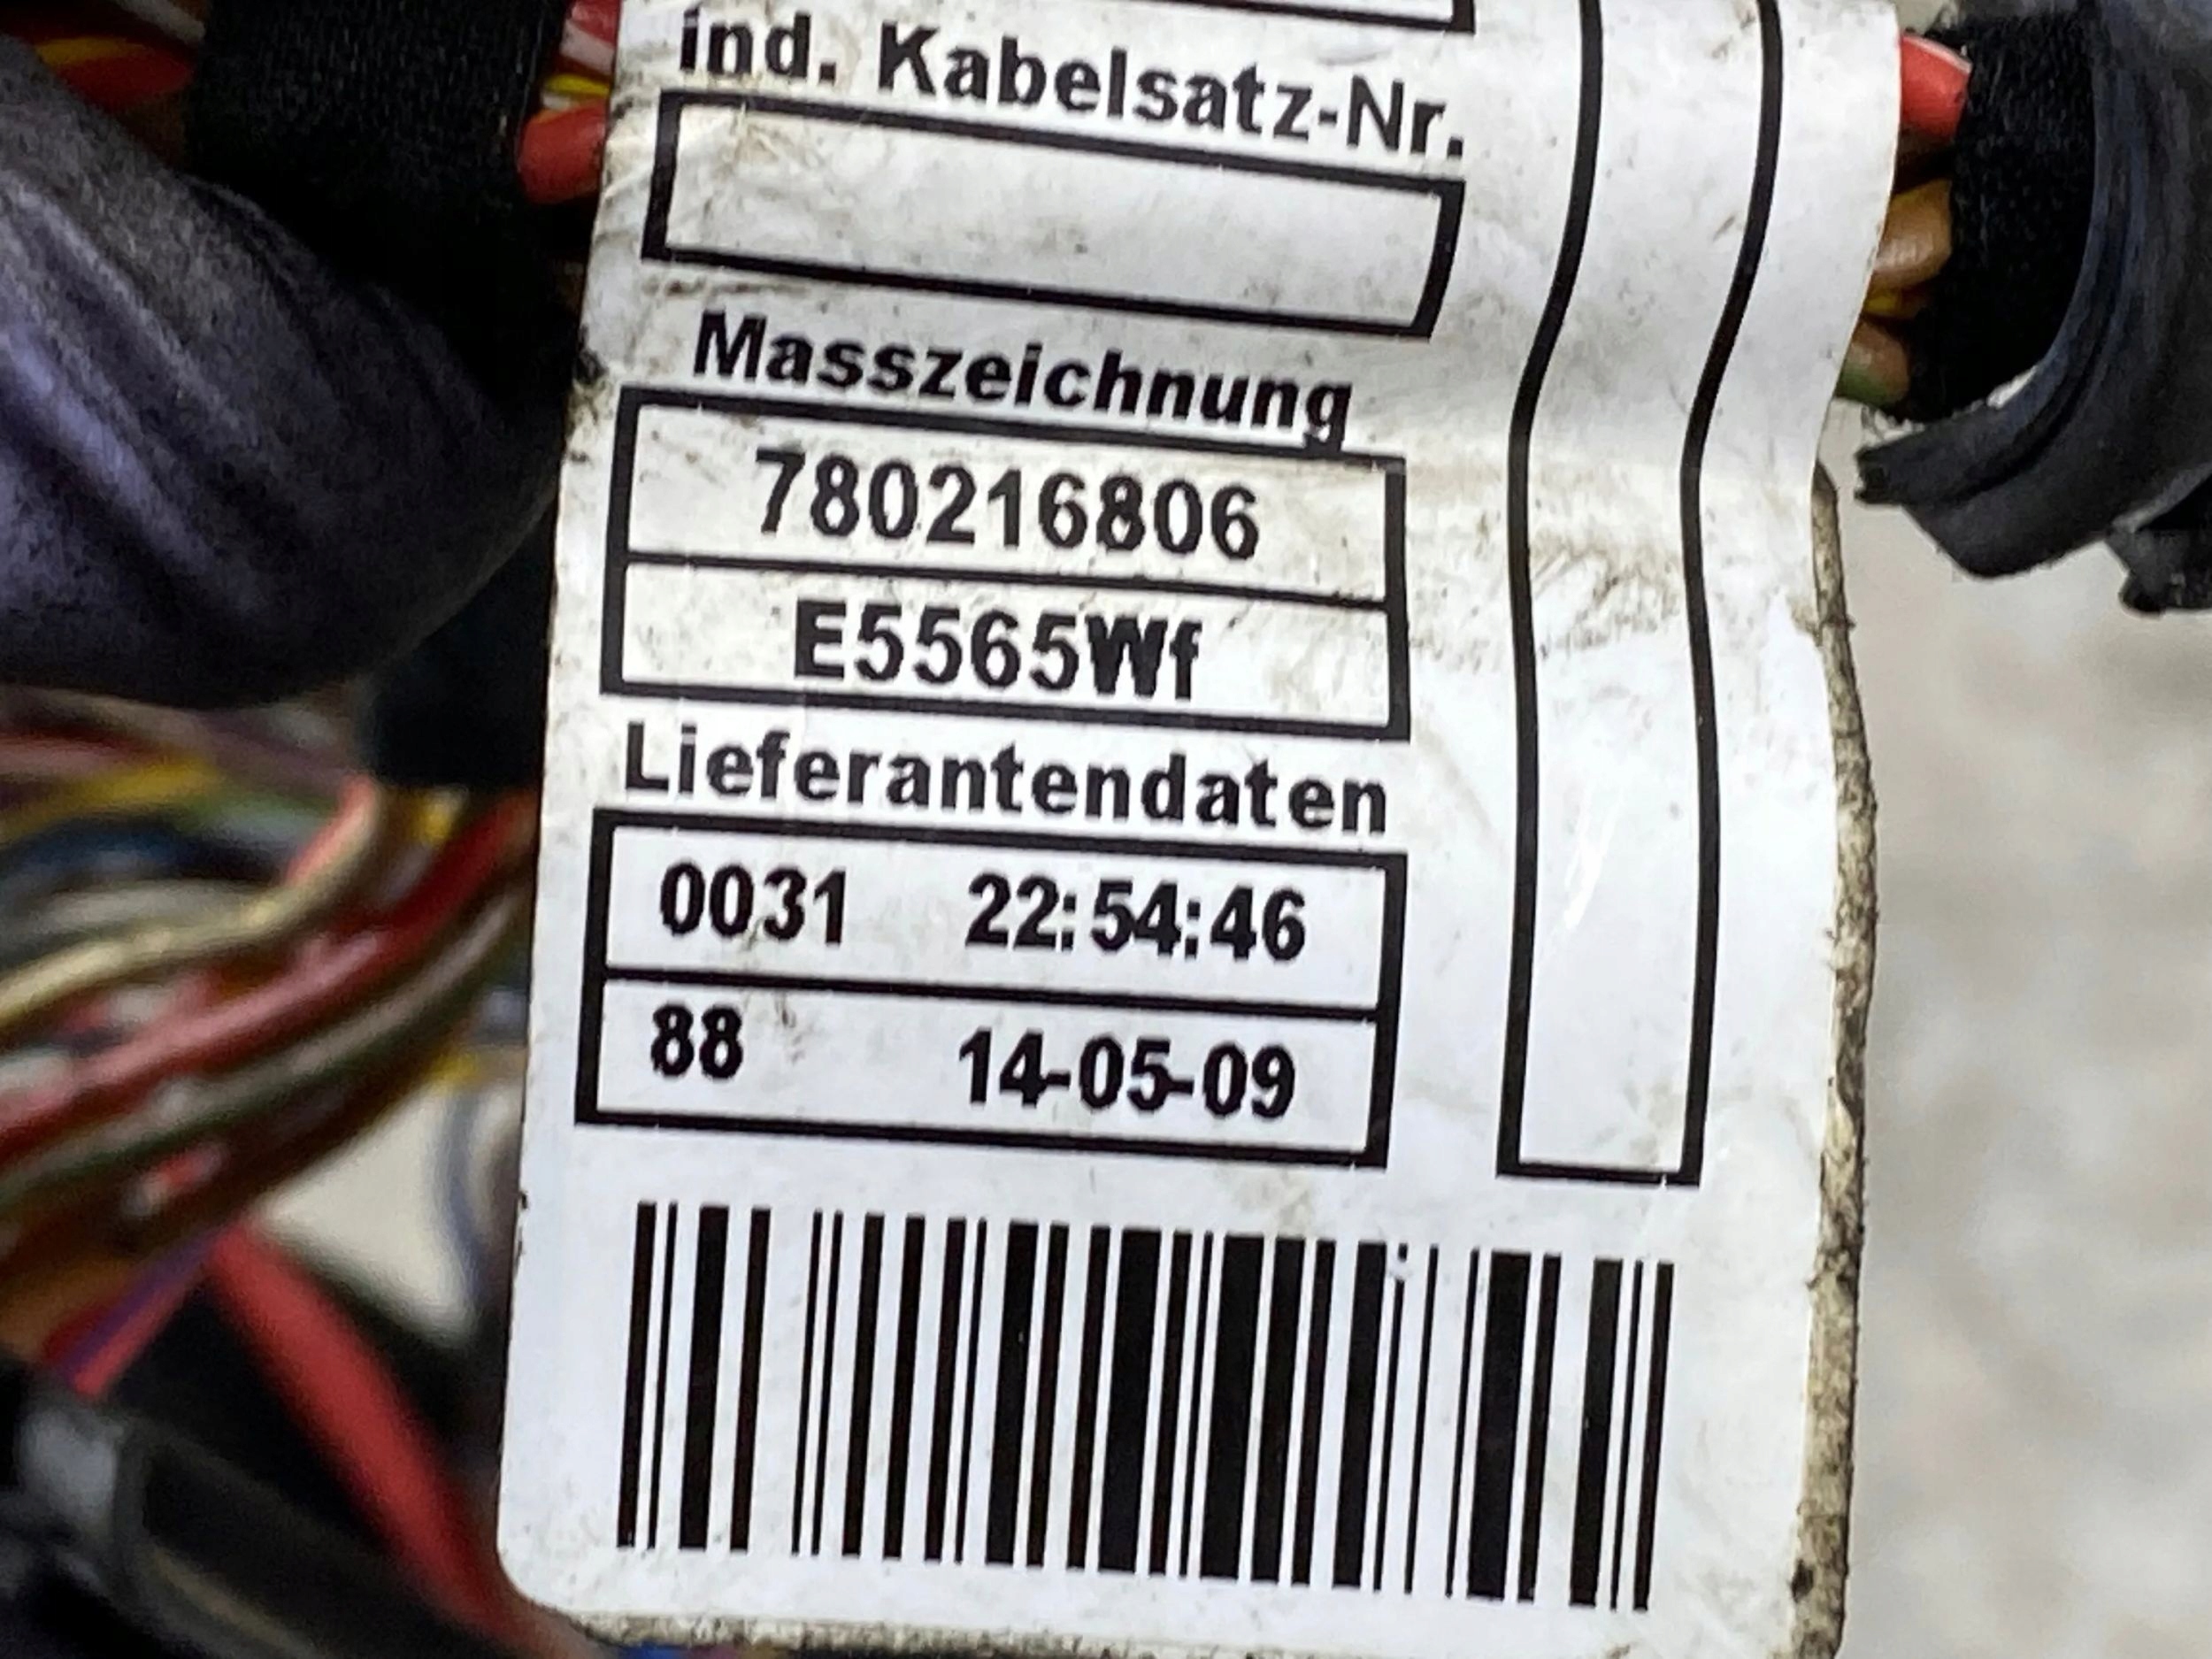 ind. Kabelsatz-Nr.
Masszeichnung
780216806
E5565Wf
Lieferantendaten
0031 22:54:46
88 14-05-09